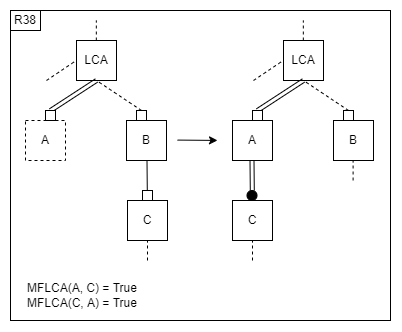 R38
LCA
LCA
A
B
A
B
C
C
MFLCA(A, C) = True
MFLCA(C, A) = True